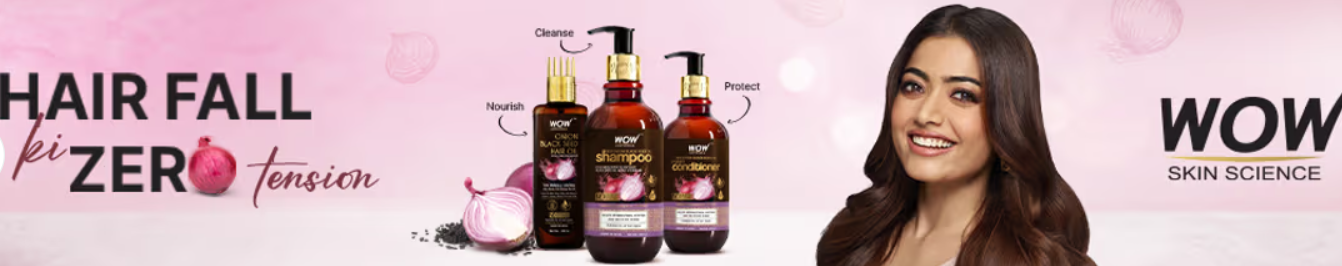 HAIR FALL
ki ZERO tension
Cleanse
Nourish
Protect
WOW
ONION
BLACK SEED
HAIR OIL
WOW
shampoo
WOW
conditioner
WOW
SKIN SCIENCE